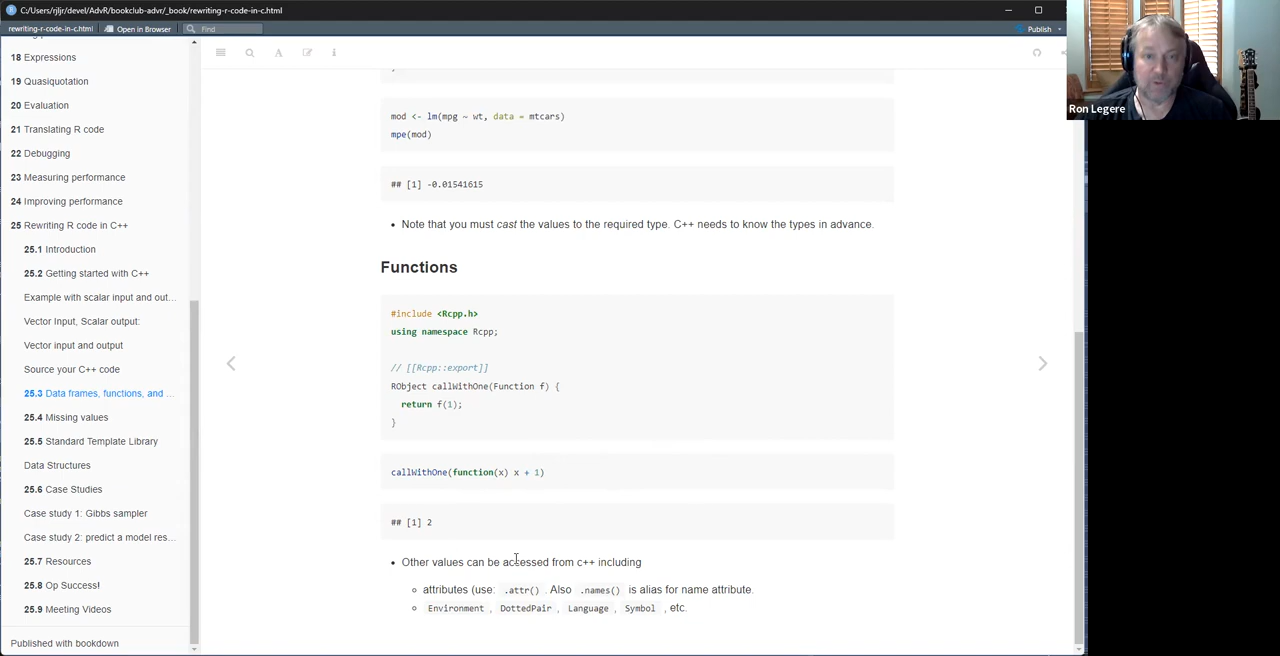 C:/Users/rjljr/devel/AdvR/bookclub-advr/_book/rewriting-r-code-in-c.html
rewriting-r-code-in-c.html
Open in Browser
Find
Publish
Ron Legere
18 Expressions
19 Quasiquotation
20 Evaluation
21 Translating R code
22 Debugging
23 Measuring performance
24 Improving performance
25 Rewriting R code in C++
25.1 Introduction
25.2 Getting started with C++
Example with scalar input and out…
Vector Input, Scalar output:
Vector input and output
Source your C++ code
25.3 Data frames, functions, and …
25.4 Missing values
25.5 Standard Template Library
Data Structures
25.6 Case Studies
Case study 1: Gibbs sampler
Case study 2: predict a model res…
25.7 Resources
25.8 Op Success!
25.9 Meeting Videos
Published with bookdown
mod <- lm(mpg ~ wt, data = mtcars)
mpe(mod)
## [1] -0.01541615
• Note that you must cast the values to the required type. C++ needs to know the types in advance.
Functions
#include <Rcpp.h>
using namespace Rcpp;
// [[Rcpp::export]]
RObject callWithOne(Function f) {
return f(1);
}
callWithOne(function(x) x + 1)
## [1] 2
• Other values can be accessed from c++ including
attributes (use: .attr() . Also .names() is alias for name attribute.
Environment , DottedPair , Language , Symbol , etc.